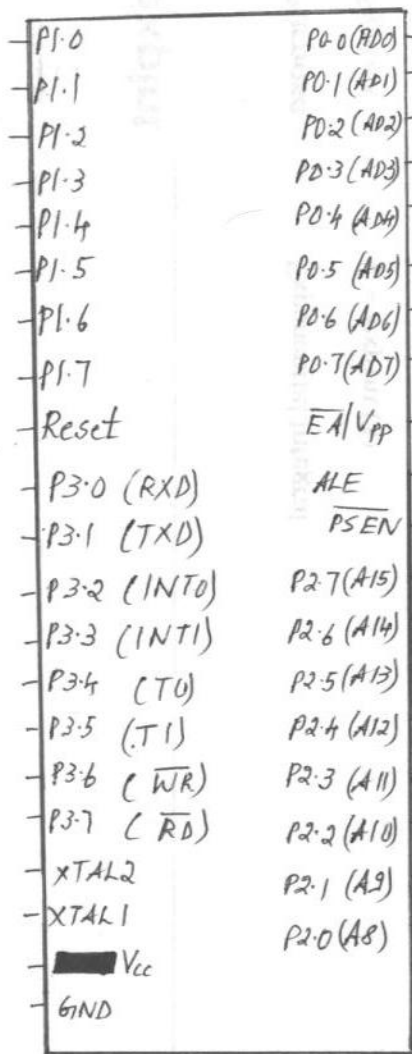 P1.0 P0.0 (AD0)
P1.1 P0.1 (AD1)
P1.2 P0.2 (AD2)
P1.3 P0.3 (AD3)
P1.4 P0.4 (AD4)
P1.5 P0.5 (AD5)
P1.6 P0.6 (AD6)
P1.7 P0.7 (AD7)
Reset E̅A̅/Vpp
P3.0 (RXD) ALE
P3.1 (TXD) P̅S̅E̅N̅
P3.2 (INT0) P2.7 (A15)
P3.3 (INT1) P2.6 (A14)
P3.4 (T0) P2.5 (A13)
P3.5 (.T1) P2.4 (A12)
P3.6 (W̅R̅) P2.3 (A11)
P3.7 (R̅D̅) P2.2 (A10)
XTAL2 P2.1 (A9)
XTAL1 P2.0 (A8)
Vcc
GND